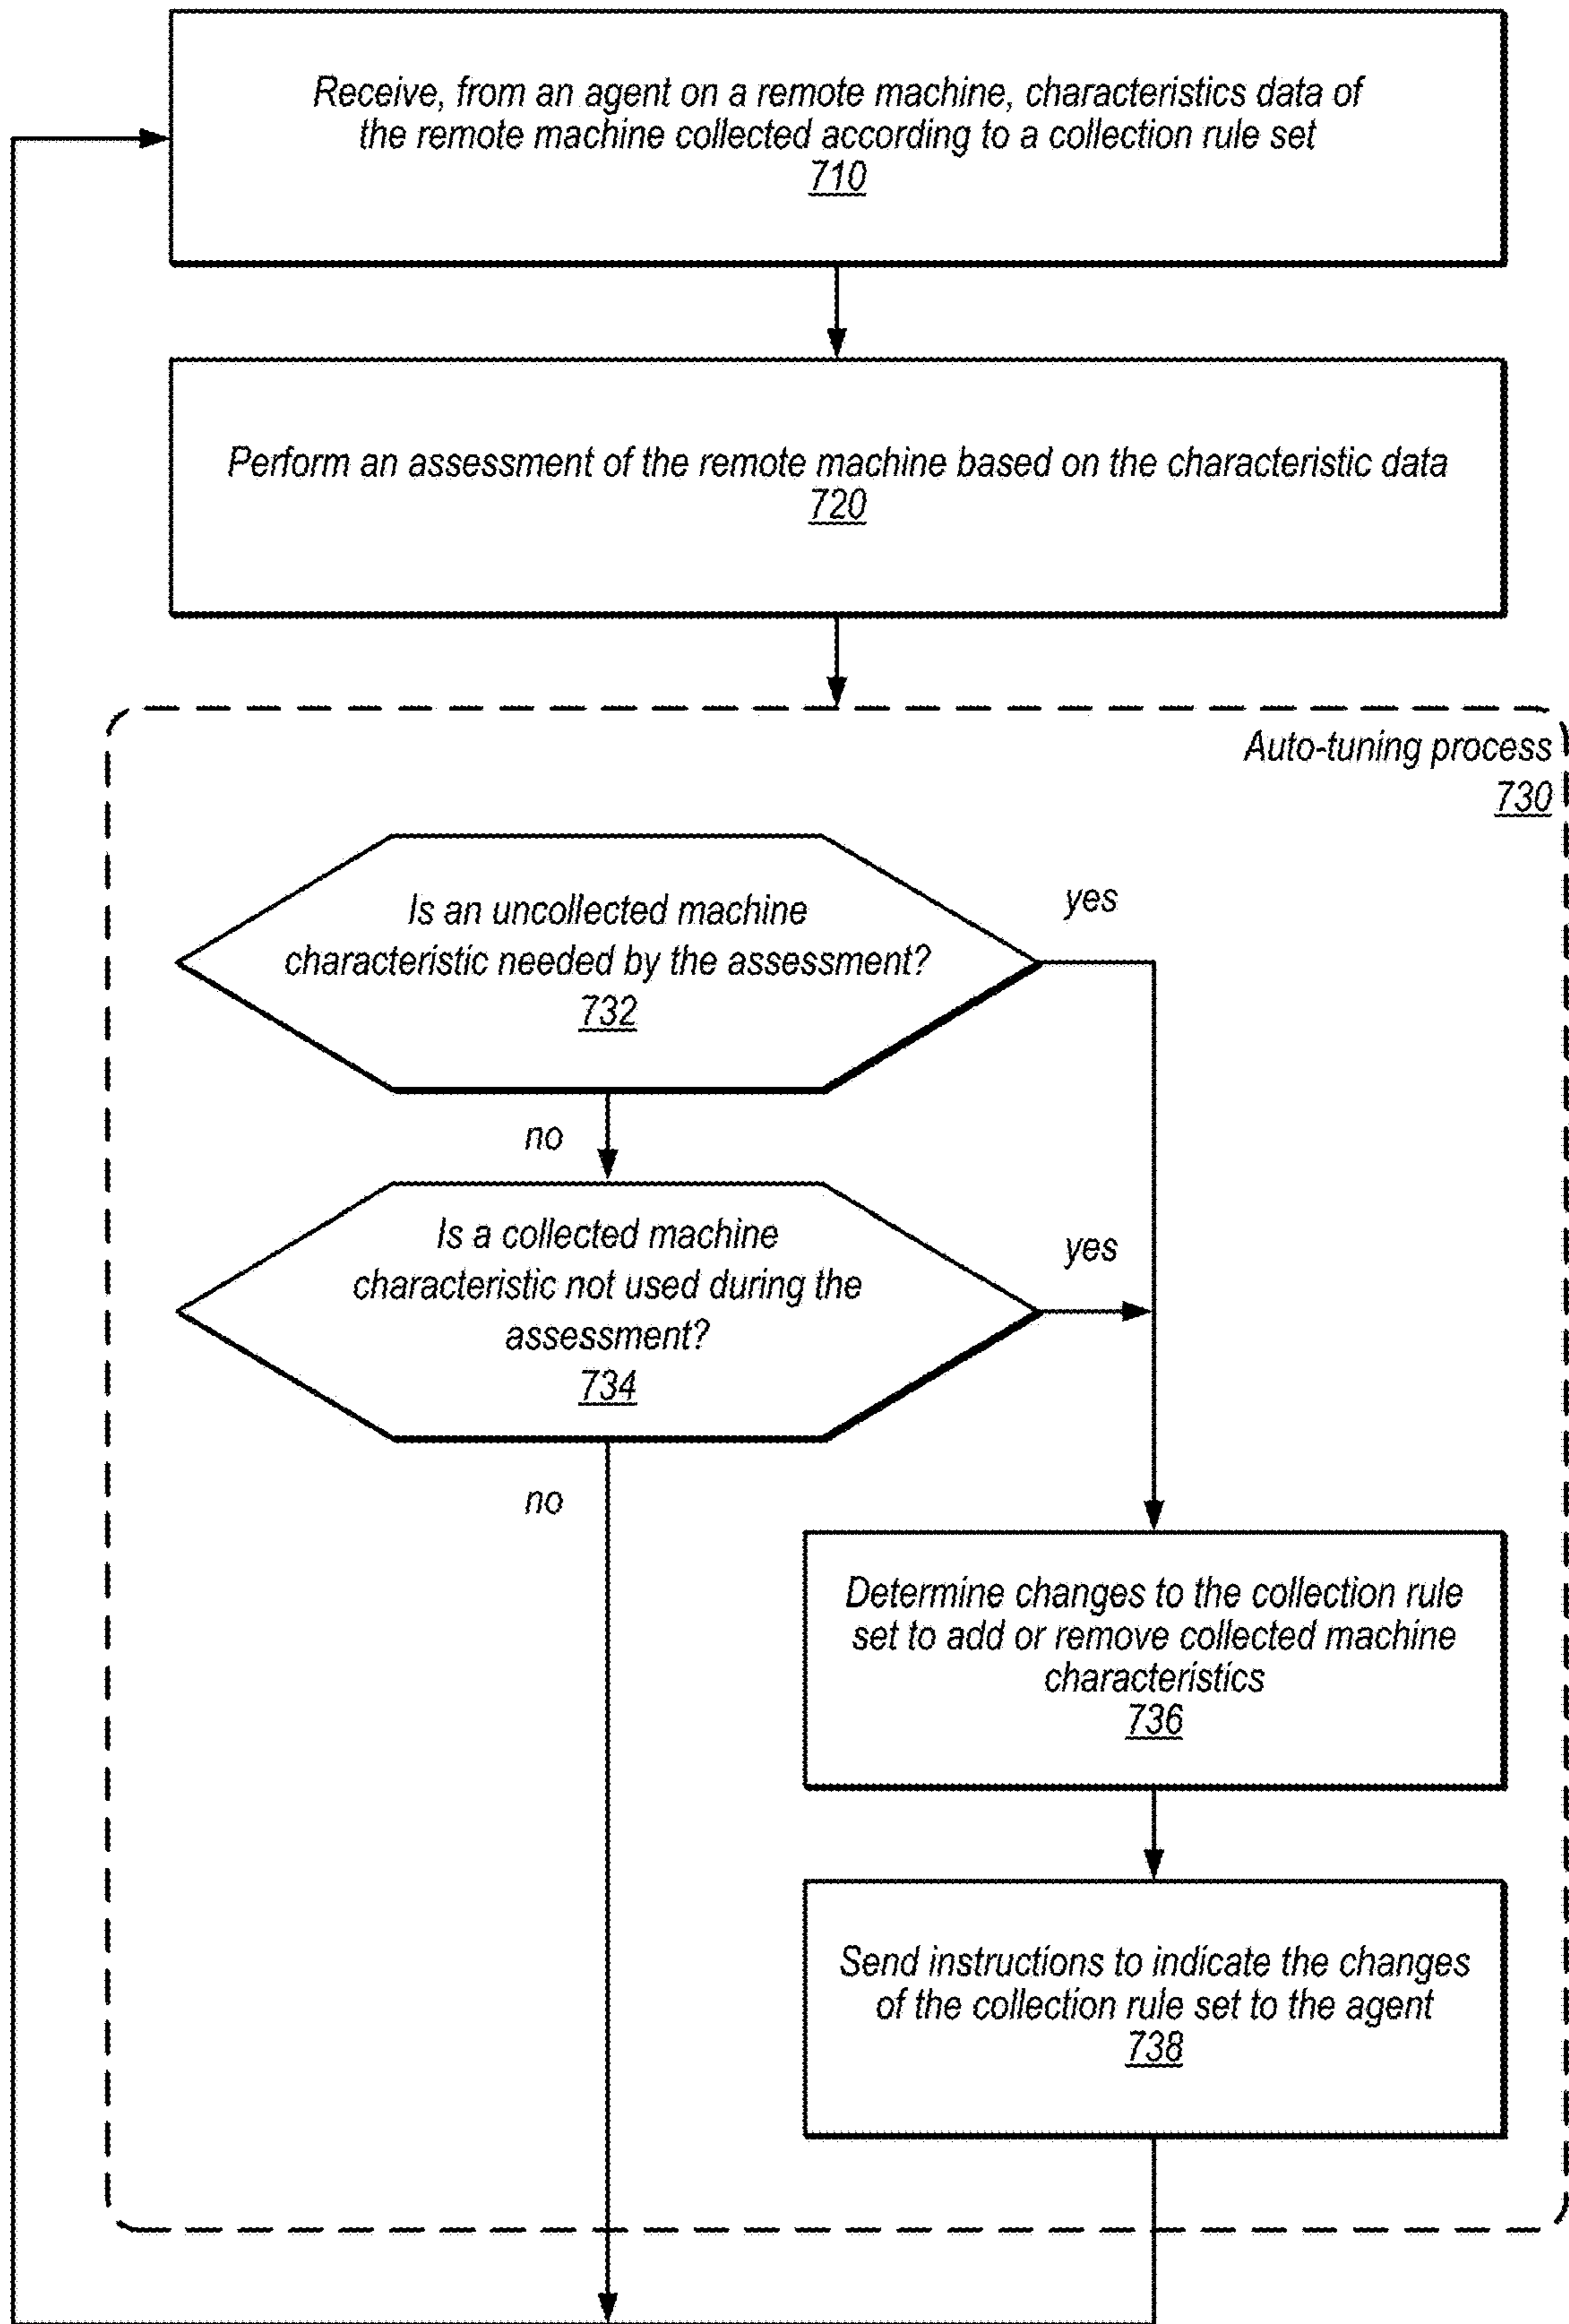 Receive, from an agent on a remote machine, characteristics data of
the remote machine collected according to a collection rule set
710
Perform an assessment of the remote machine based on the characteristic data
720
Auto-tuning process
730
Is an uncollected machine
characteristic needed by the assessment?
732
yes
no
Is a collected machine
characteristic not used during the
assessment?
734
yes
no
Determine changes to the collection rule
set to add or remove collected machine
characteristics
736
Send instructions to indicate the changes
of the collection rule set to the agent
738